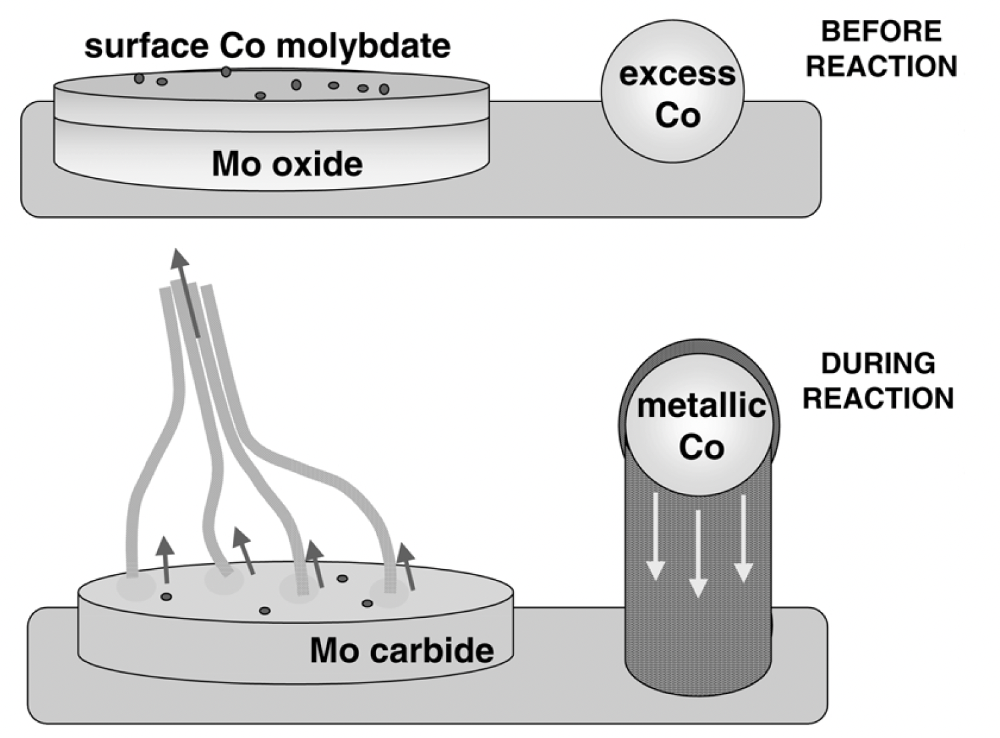 surface Co molybdate
excess
Co
BEFORE
REACTION
Mo oxide
metallic
Co
DURING
REACTION
Mo carbide